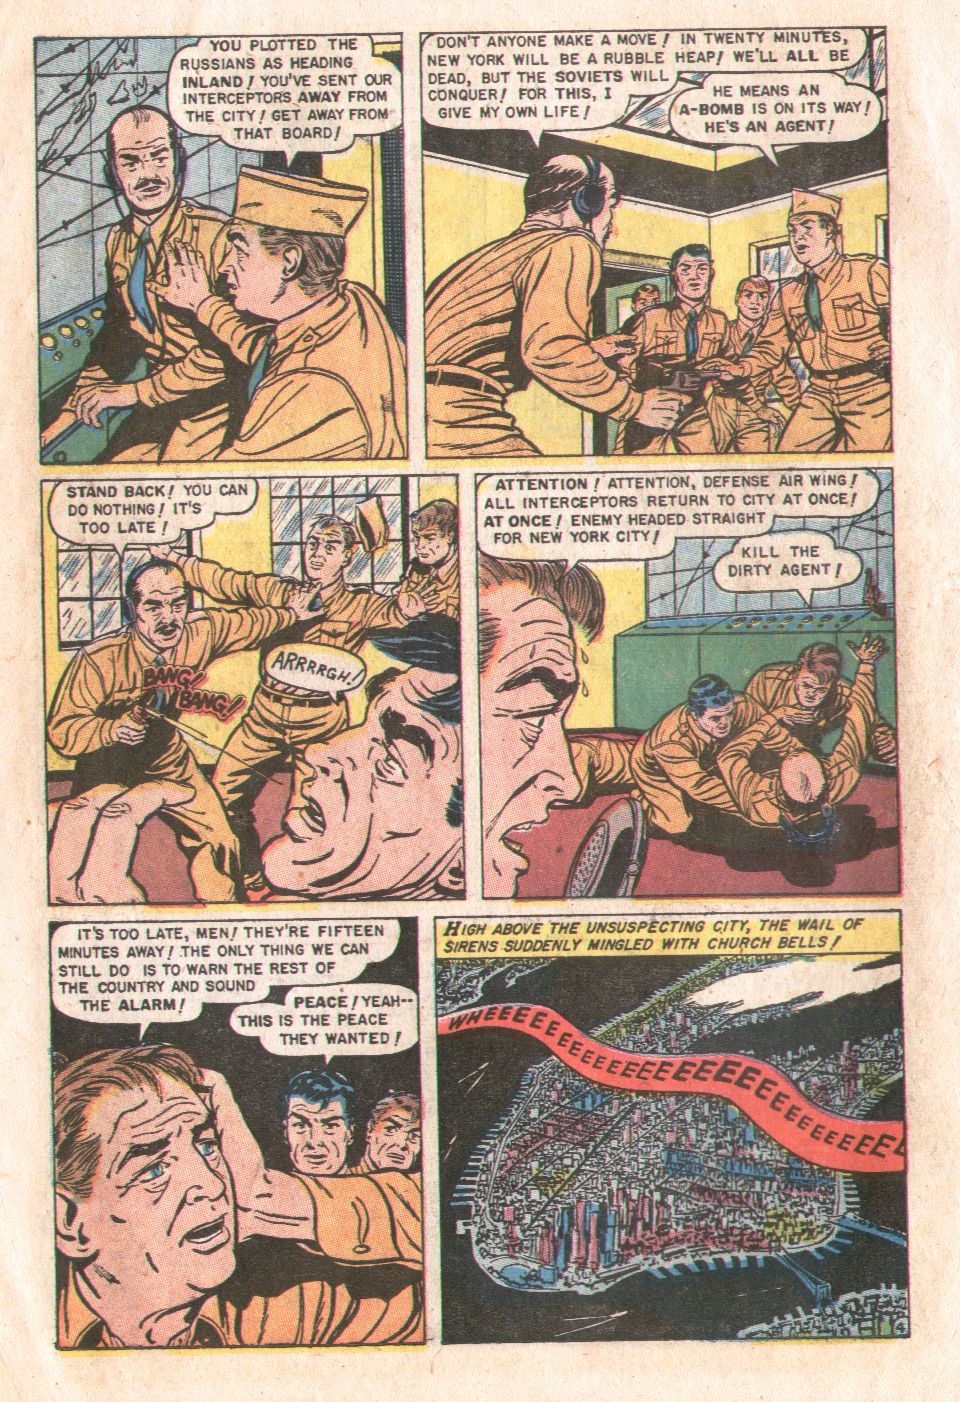 YOU PLOTTED THE
RUSSIANS AS HEADING
INLAND! YOU'VE SENT OUR
INTERCEPTORS AWAY FROM
THE CITY! GET AWAY FROM
THAT BOARD!
DON'T ANYONE MAKE A MOVE! IN TWENTY MINUTES,
NEW YORK WILL BE A RUBBLE HEAP! WE'LL ALL BE
DEAD, BUT THE SOVIETS WILL
CONQUER! FOR THIS, I
GIVE MY OWN LIFE!
HE MEANS AN
A-BOMB IS ON ITS WAY!
HE'S AN AGENT!
STAND BACK! YOU CAN
DO NOTHING! IT'S
TOO LATE!
BANG!
BANG!
ARRRRGH!
ATTENTION! ATTENTION, DEFENSE AIR WING!
ALL INTERCEPTORS RETURN TO CITY AT ONCE!
AT ONCE! ENEMY HEADED STRAIGHT
FOR NEW YORK CITY!
KILL THE
DIRTY AGENT!
IT'S TOO LATE, MEN! THEY'RE FIFTEEN
MINUTES AWAY! THE ONLY THING WE CAN
STILL DO IS TO WARN THE REST OF
THE COUNTRY AND SOUND
THE ALARM!
PEACE! YEAH--
THIS IS THE PEACE
THEY WANTED!
HIGH ABOVE THE UNSUSPECTING CITY, THE WAIL OF
SIRENS SUDDENLY MINGLED WITH CHURCH BELLS!
WHEEEEEEEEEEEEEEEEEEEEEEEEEEEEEEEEEEEE
4